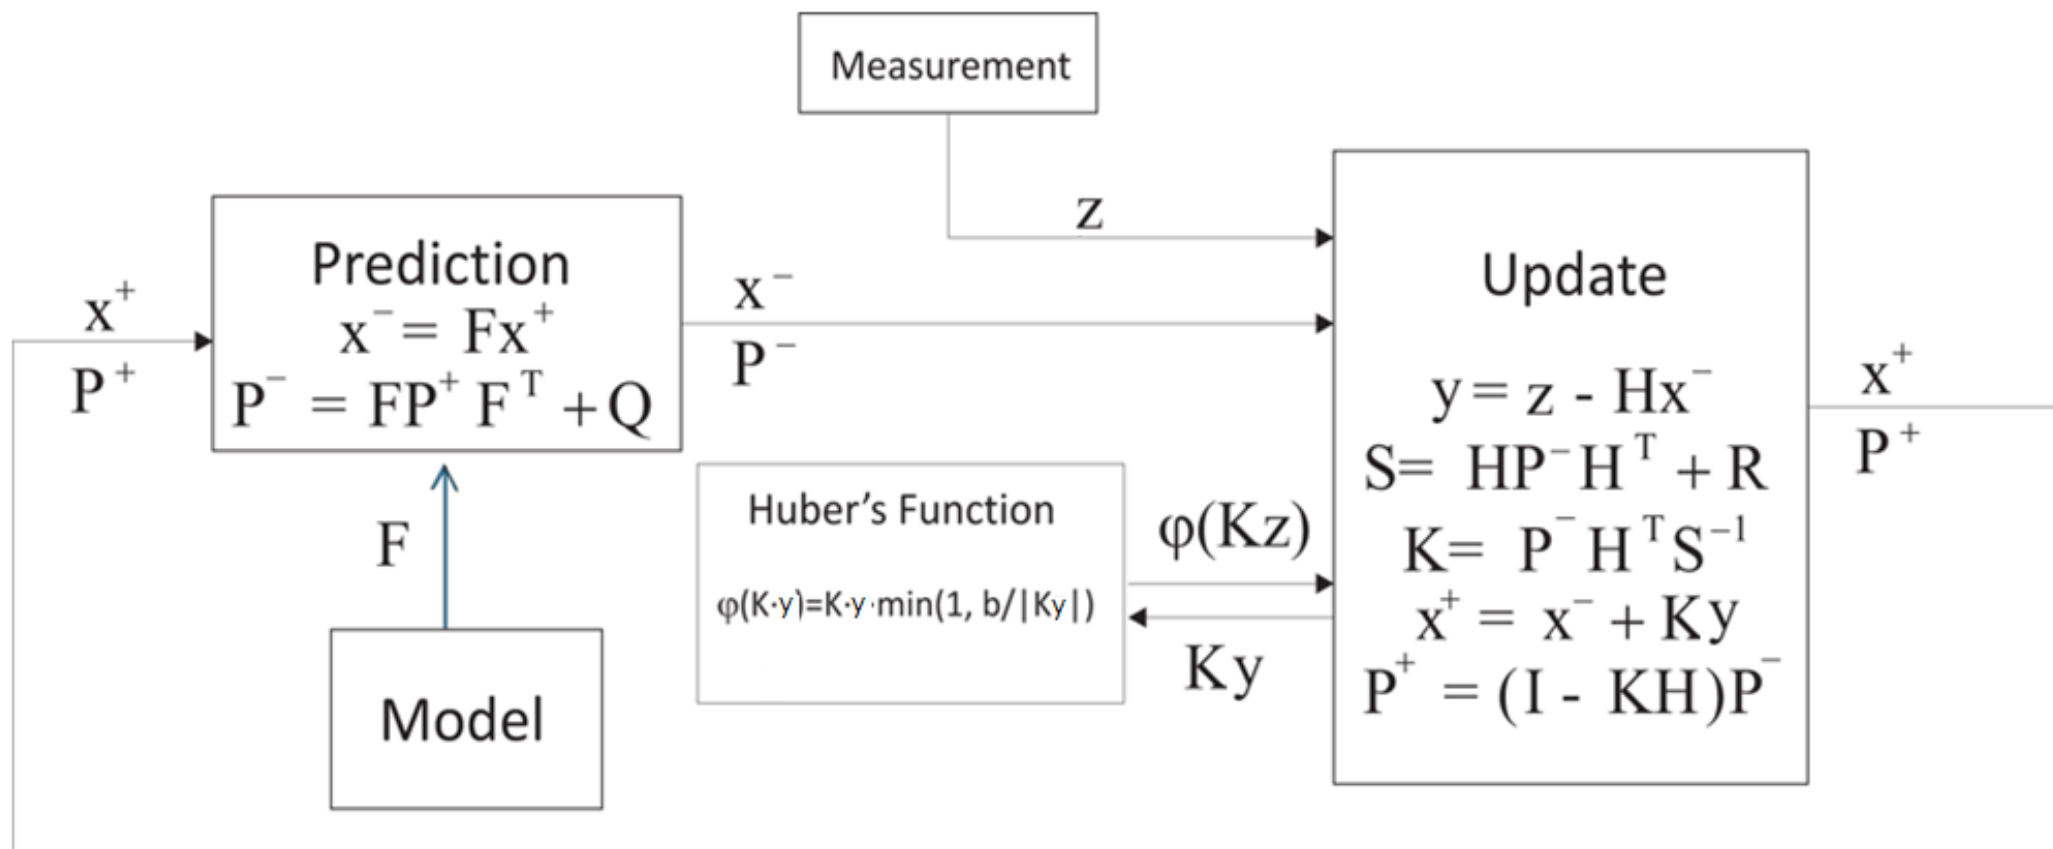 Measurement
z
x⁺
P⁺
Prediction
x⁻ = Fx⁺
P⁻ = FP⁺ Fᵀ + Q
x⁻
P⁻
F
Model
Huber's Function
φ(K·y)=K·y·min(1, b/|Ky|)
φ(Kz)
Ky
Update
y = z - Hx⁻
S= HP⁻Hᵀ + R
K= P⁻HᵀS⁻¹
x⁺ = x⁻ + Ky
P⁺ = (I - KH)P⁻
x⁺
P⁺